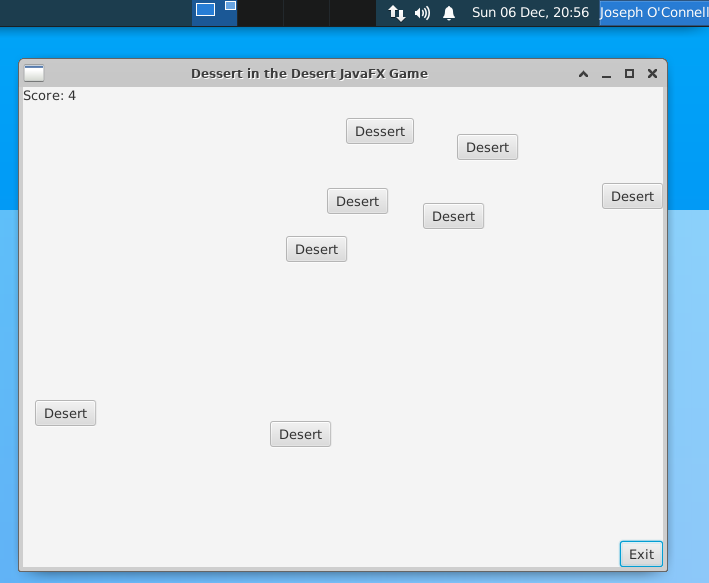 Sun 06 Dec, 20:56 Joseph O'Connell
Dessert in the Desert JavaFX Game
Score: 4
Dessert
Desert
Desert
Desert
Desert
Desert
Desert
Desert
Exit